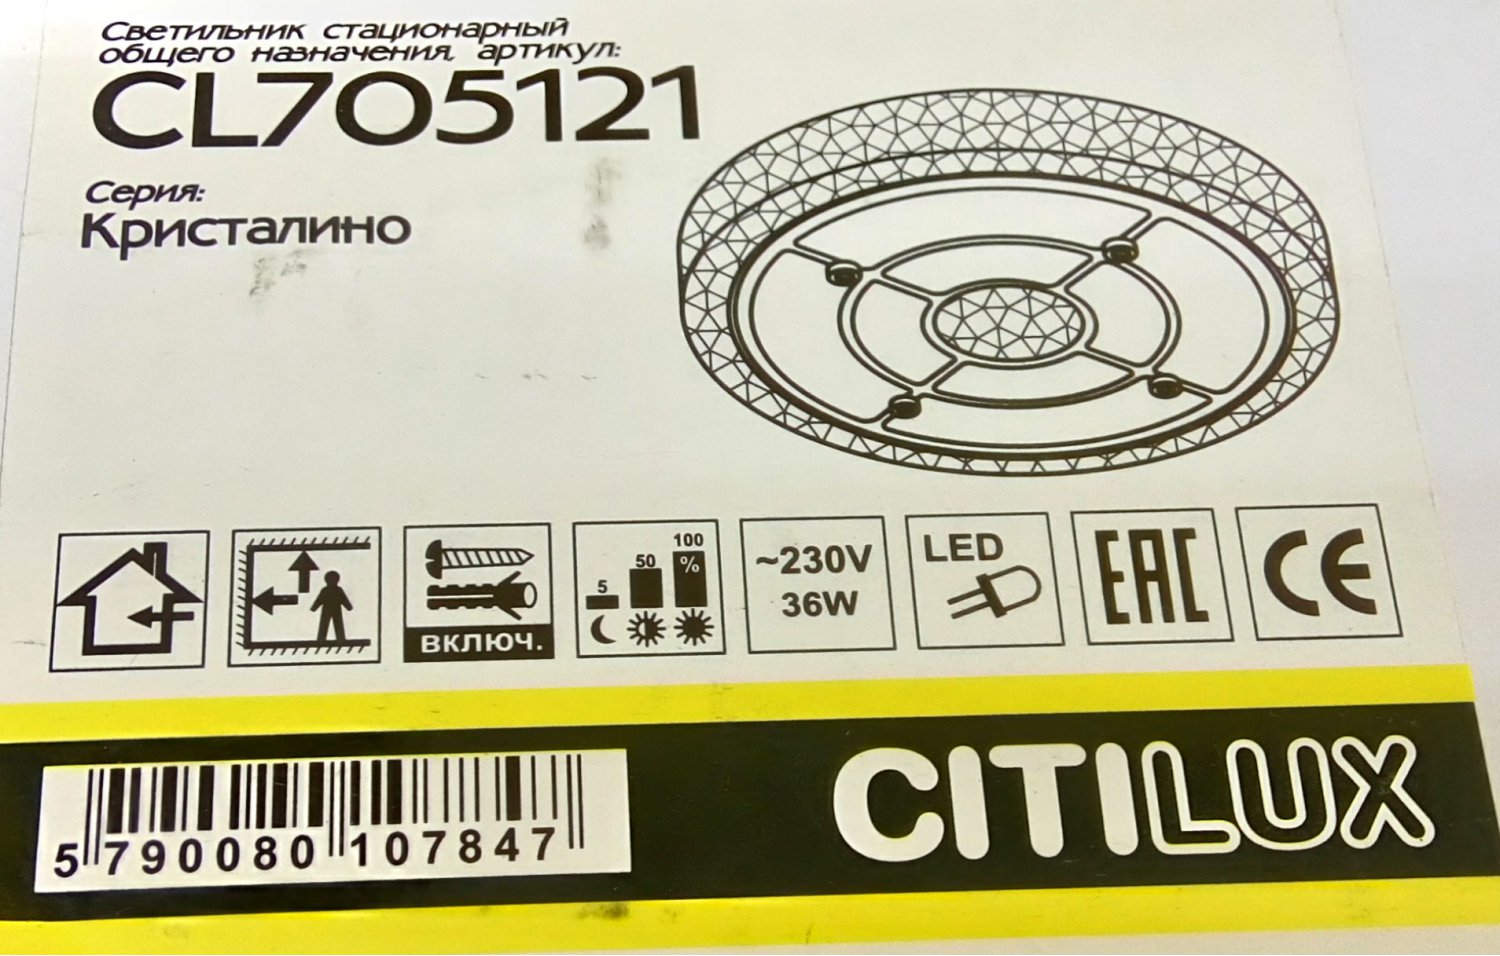 Светильник стационарный
общего назначения, артикул:
CL705121
Серия:
Кристалино
ВКЛЮЧ.
5 50 100
%
~230V
36W
LED
EAC
CE
5 790080 107847
CITILUX